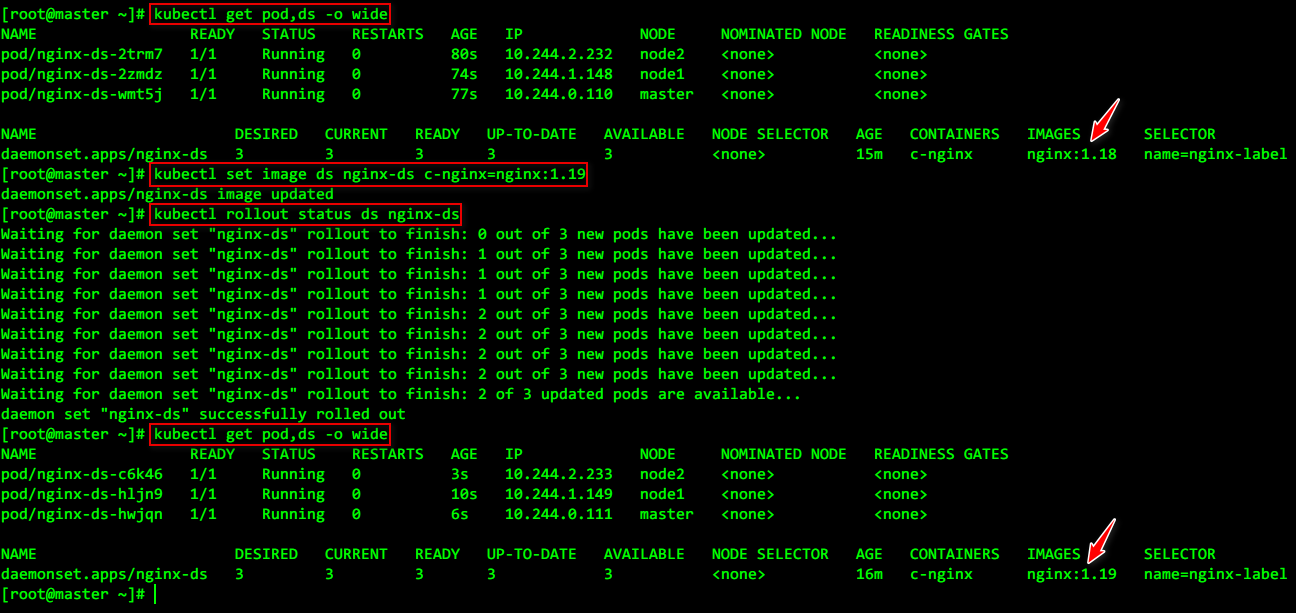 [root@master ~]# kubectl get pod,ds -o wide
NAME READY STATUS RESTARTS AGE IP NODE NOMINATED NODE READINESS GATES
pod/nginx-ds-2trm7 1/1 Running 0 80s 10.244.2.232 node2 <none> <none>
pod/nginx-ds-2zmdz 1/1 Running 0 74s 10.244.1.148 node1 <none> <none>
pod/nginx-ds-wmt5j 1/1 Running 0 77s 10.244.0.110 master <none> <none>
NAME DESIRED CURRENT READY UP-TO-DATE AVAILABLE NODE SELECTOR AGE CONTAINERS IMAGES SELECTOR
daemonset.apps/nginx-ds 3 3 3 3 3 <none> 15m c-nginx nginx:1.18 name=nginx-label
[root@master ~]# kubectl set image ds nginx-ds c-nginx=nginx:1.19
daemonset.apps/nginx-ds image updated
[root@master ~]# kubectl rollout status ds nginx-ds
Waiting for daemon set "nginx-ds" rollout to finish: 0 out of 3 new pods have been updated...
Waiting for daemon set "nginx-ds" rollout to finish: 1 out of 3 new pods have been updated...
Waiting for daemon set "nginx-ds" rollout to finish: 1 out of 3 new pods have been updated...
Waiting for daemon set "nginx-ds" rollout to finish: 1 out of 3 new pods have been updated...
Waiting for daemon set "nginx-ds" rollout to finish: 2 out of 3 new pods have been updated...
Waiting for daemon set "nginx-ds" rollout to finish: 2 out of 3 new pods have been updated...
Waiting for daemon set "nginx-ds" rollout to finish: 2 out of 3 new pods have been updated...
Waiting for daemon set "nginx-ds" rollout to finish: 2 out of 3 new pods have been updated...
Waiting for daemon set "nginx-ds" rollout to finish: 2 of 3 updated pods are available...
daemon set "nginx-ds" successfully rolled out
[root@master ~]# kubectl get pod,ds -o wide
NAME READY STATUS RESTARTS AGE IP NODE NOMINATED NODE READINESS GATES
pod/nginx-ds-c6k46 1/1 Running 0 3s 10.244.2.233 node2 <none> <none>
pod/nginx-ds-hljn9 1/1 Running 0 10s 10.244.1.149 node1 <none> <none>
pod/nginx-ds-hwjqn 1/1 Running 0 6s 10.244.0.111 master <none> <none>
NAME DESIRED CURRENT READY UP-TO-DATE AVAILABLE NODE SELECTOR AGE CONTAINERS IMAGES SELECTOR
daemonset.apps/nginx-ds 3 3 3 3 3 <none> 16m c-nginx nginx:1.19 name=nginx-label
[root@master ~]#